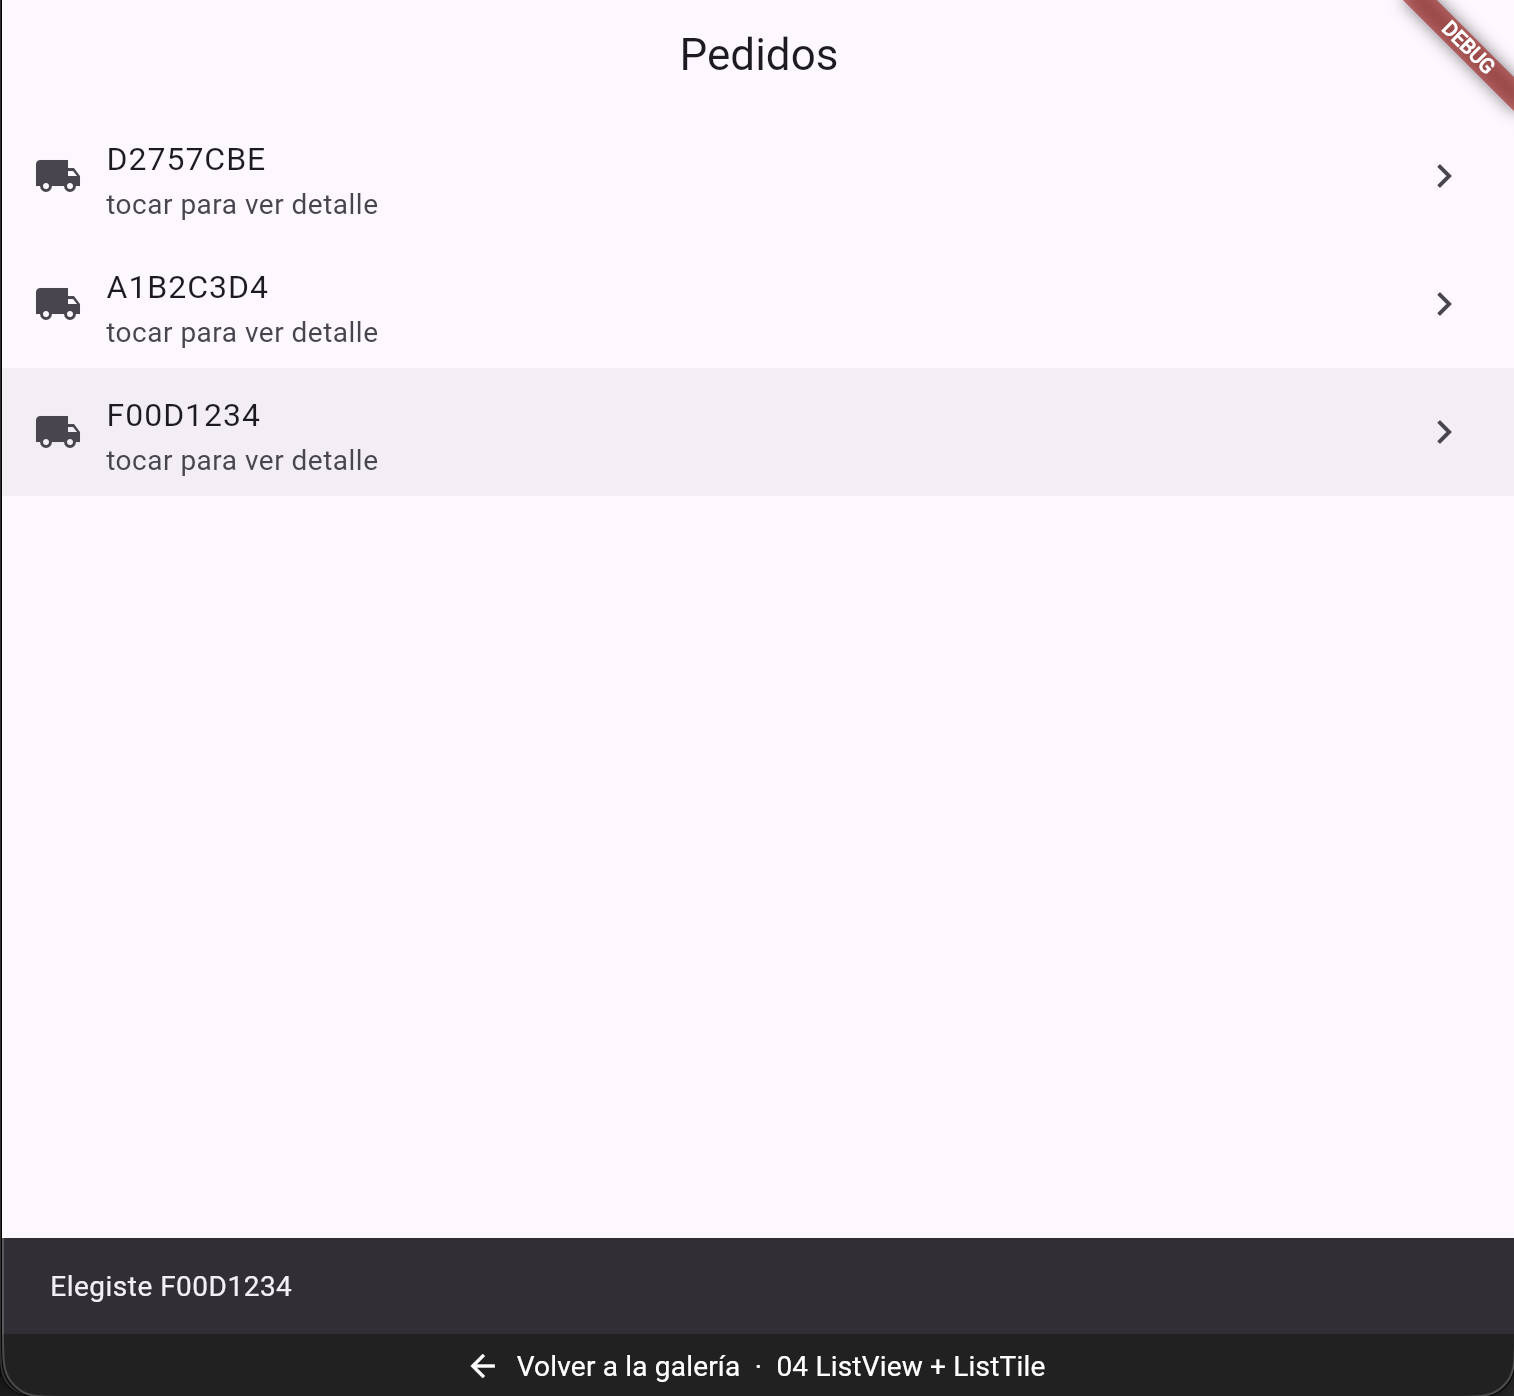 Pedidos
DEBUG
D2757CBE
tocar para ver detalle
A1B2C3D4
tocar para ver detalle
F00D1234
tocar para ver detalle
Elegiste F00D1234
Volver a la galería · 04 ListView + ListTile